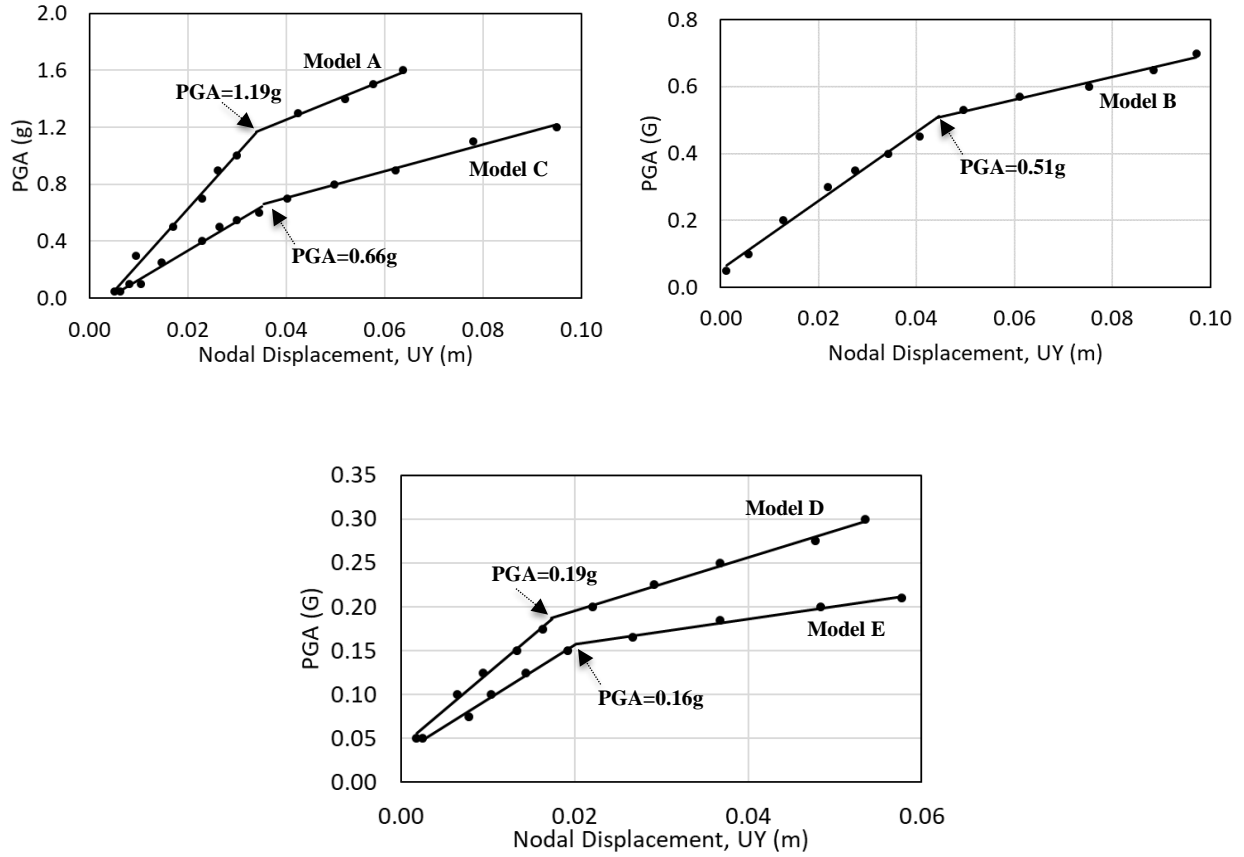 2.0
1.6
1.2
0.8
0.4
0.0
PGA (g)
Model A
PGA=1.19g
Model C
PGA=0.66g
0.00 0.02 0.04 0.06 0.08 0.10
Nodal Displacement, UY (m)
0.8
0.6
0.4
0.2
0.0
PGA (G)
Model B
PGA=0.51g
0.00 0.02 0.04 0.06 0.08 0.10
Nodal Displacement, UY (m)
0.35
0.30
0.25
0.20
0.15
0.10
0.05
0.00
PGA (G)
Model D
PGA=0.19g
Model E
PGA=0.16g
0.00 0.02 0.04 0.06
Nodal Displacement, UY (m)